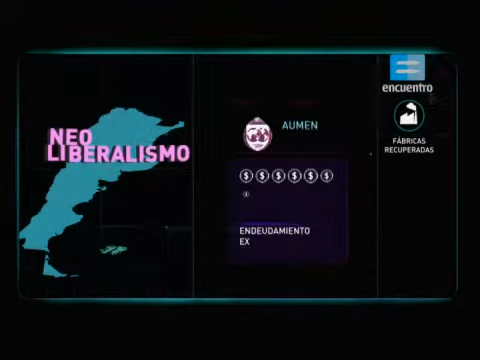 NEO
LIBERALISMO
AUMEN
$ $ $ $ $ $
ENDEUDAMIENTO
EX
encuentro
FÁBRICAS
RECUPERADAS